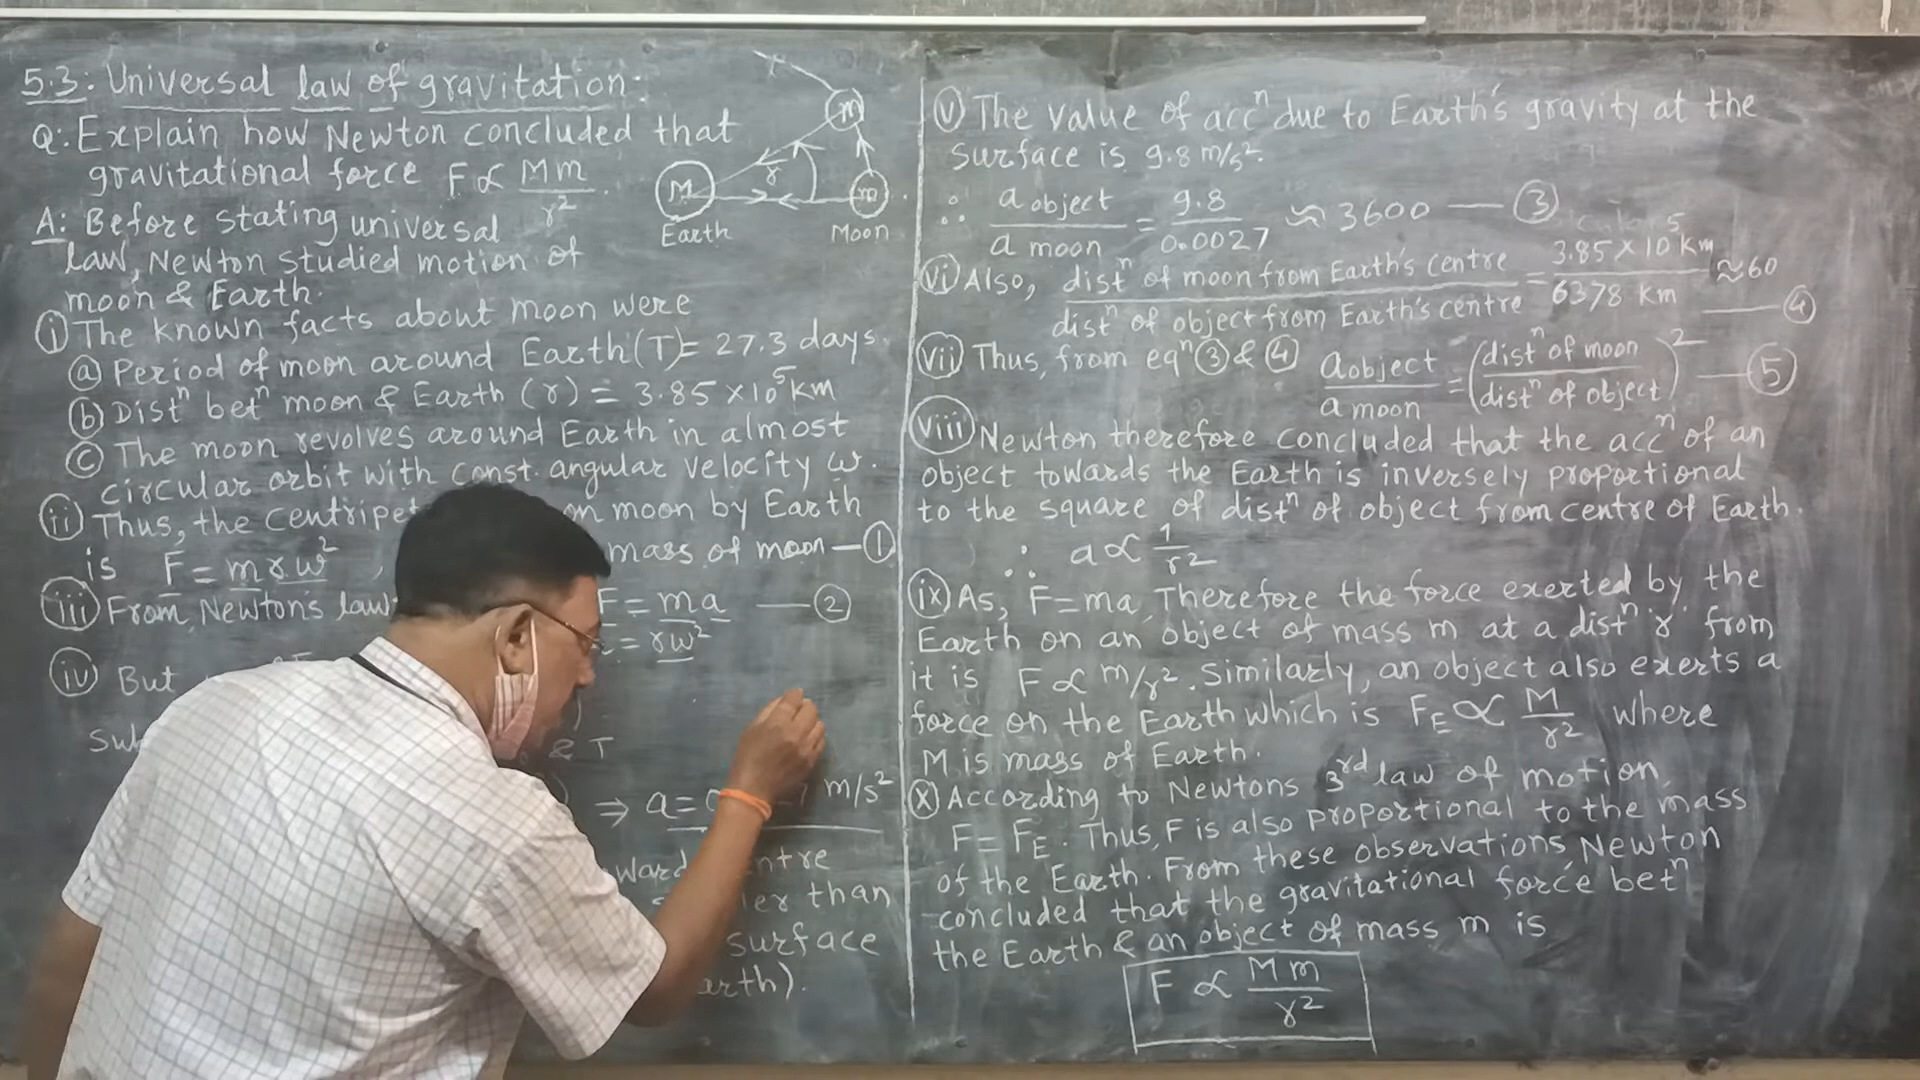 5.3: Universal law of gravitation:
Q: Explain how Newton concluded that
gravitational force F ∝ Mm/r²
A: Before stating universal
law, Newton studied motion of
moon & Earth.
M
Earth
r
m
m
Moon
(i) The known facts about moon were
(a) Period of moon around Earth (T) = 27.3 days.
(b) Distⁿ betⁿ moon & Earth (r) = 3.85 × 10⁵ km
(c) The moon revolves around Earth in almost
circular orbit with const. angular velocity ω.
(ii) Thus, the on moon by Earth
is F = mrω², mass of moon — (1)
(iii) From, Newton's law F = ma — (2)
= rω²
(iv) But
& T
⇒ a = m/s²
than
surface
(v) The value of accⁿ due to Earth's gravity at the
surface is 9.8 m/s².
∴ a object / a moon = 9.8 / 0.0027 ≈ 3600 — (3)
(vi) Also, distⁿ of moon from Earth's centre / distⁿ of object from Earth's centre = 3.85 × 10⁵ km / 6378 km ≈ 60 — (4)
(vii) Thus, from eqⁿ (3) & (4) a object / a moon = (distⁿ of moon / distⁿ of object)² — (5)
(viii) Newton therefore concluded that the accⁿ of an
object towards the Earth is inversely proportional
to the square of distⁿ of object from centre of Earth.
∴ a ∝ 1/r²
(ix) As, F = ma, Therefore the force exerted by the
Earth on an object of mass m at a distⁿ 'r' from
it is F ∝ m/r². Similarly, an object also exerts a
force on the Earth which is F_E ∝ M/r² where
M is mass of Earth.
(x) According to Newtons 3rd law of motion,
F = F_E. Thus, F is also proportional to the mass
of the Earth. From these observations, Newton
concluded that the gravitational force betⁿ
the Earth & an object of mass m is
F ∝ Mm/r²